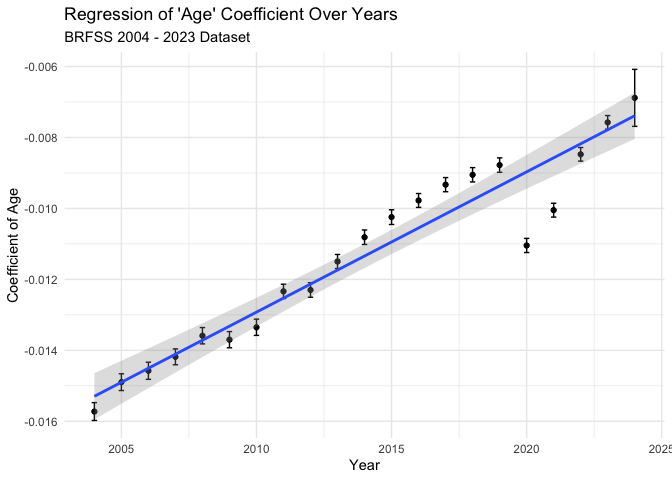 Regression of 'Age' Coefficient Over Years
BRFSS 2004 - 2023 Dataset
Coefficient of Age
-0.006
-0.008
-0.010
-0.012
-0.014
-0.016
2005 2010 2015 2020 2025
Year